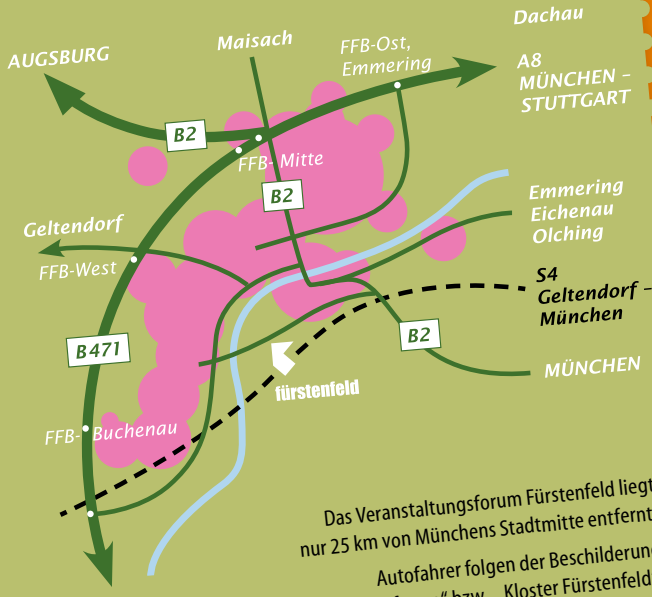 Dachau
AUGSBURG
Maisach
FFB-Ost,
Emmering
A8
MÜNCHEN –
STUTTGART
B2
FFB- Mitte
B2
Emmering
Eichenau
Olching
Geltendorf
FFB-West
S4
Geltendorf –
München
B2
B471
MÜNCHEN
fürstenfeld
FFB- Buchenau
Das Veranstaltungsforum Fürstenfeld liegt
nur 25 km von Münchens Stadtmitte entfernt
Autofahrer folgen der Beschilderung
“ bzw. „Kloster Fürstenfeld